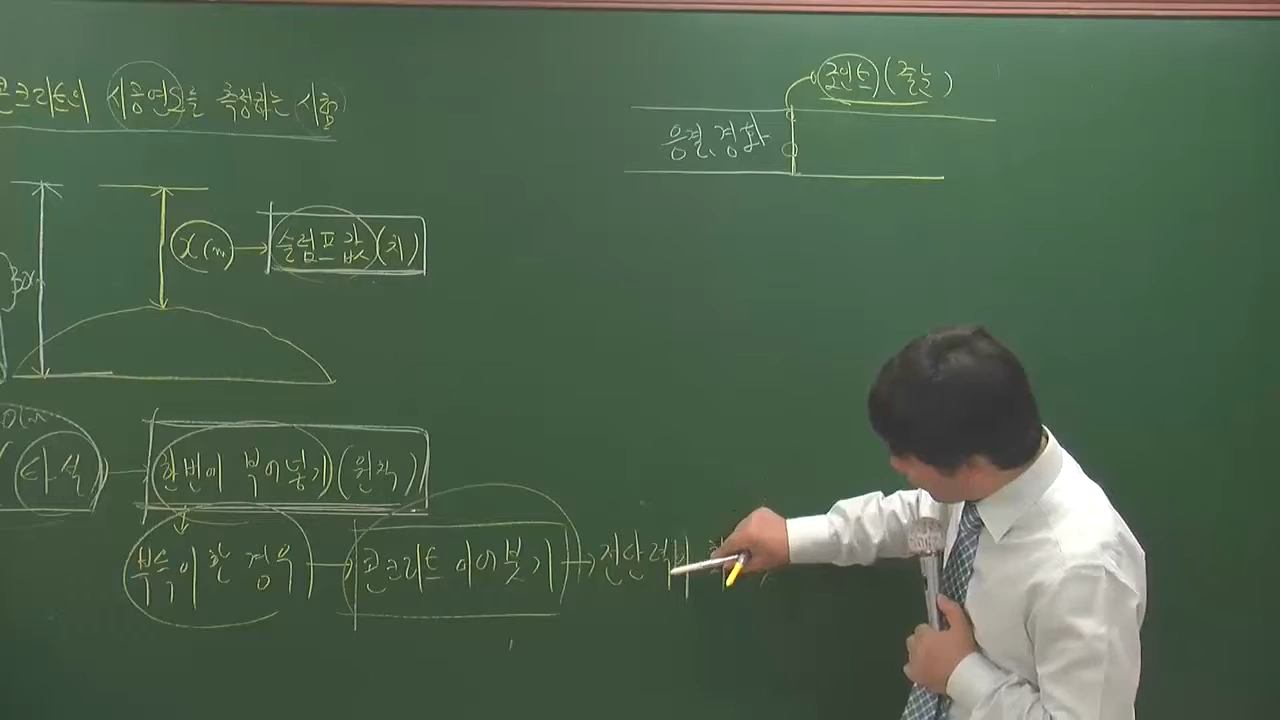 콘크리트의 시공연도를 측정하는 시험
조인트 (줄눈)
응결, 경화
슬럼프값 (치)
타설
한번에 부어넣기 (원칙)
부득이한 경우
콘크리트 이어붓기
전단력이